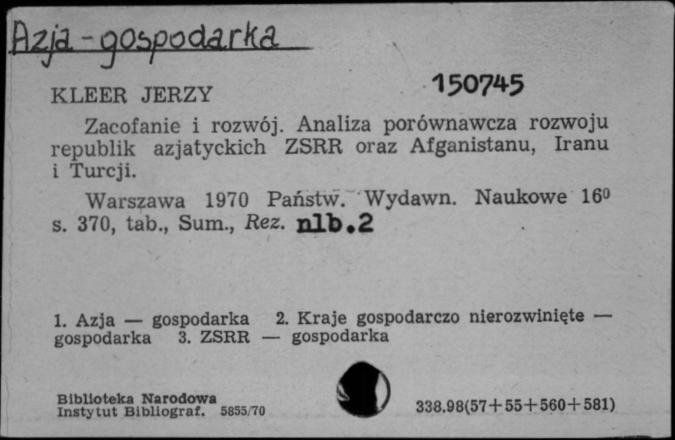 Azja - gospodarka
150745
KLEER JERZY
Zacofanie i rozwój. Analiza porównawcza rozwoju
republik azjatyckich ZSRR oraz Afganistanu, Iranu
i Turcji.
Warszawa 1970 Państw. Wydawn. Naukowe 16⁰
s. 370, tab., Sum., Rez. nlb.2
1. Azja — gospodarka 2. Kraje gospodarczo nierozwinięte —
gospodarka 3. ZSRR — gospodarka
Biblioteka Narodowa
Instytut Bibliograf. 5855/70
338.98(57+55+560+581)